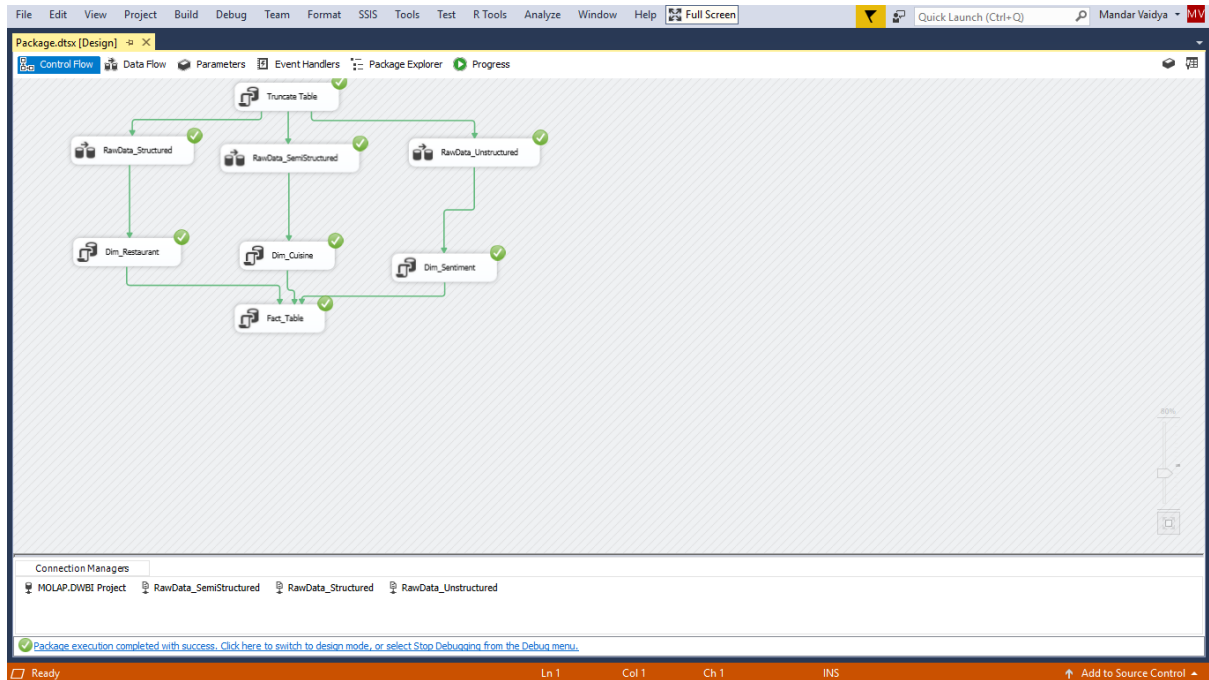 File Edit View Project Build Debug Team Format SSIS Tools Test R Tools Analyze Window Help Full Screen Quick Launch (Ctrl+Q) Mandar Vaidya MV
Package.dtsx [Design]
Control Flow Data Flow Parameters Event Handlers Package Explorer Progress
Truncate Table
RawData_Structured RawData_SemiStructured RawData_Unstructured
Dim_Restaurant Dim_Cuisine Dim_Sentiment
Fact_Table
80%
Connection Managers
MOLAP.DWBI Project RawData_SemiStructured RawData_Structured RawData_Unstructured
Package execution completed with success. Click here to switch to design mode, or select Stop Debugging from the Debug menu.
Ready Ln 1 Col 1 Ch 1 INS Add to Source Control